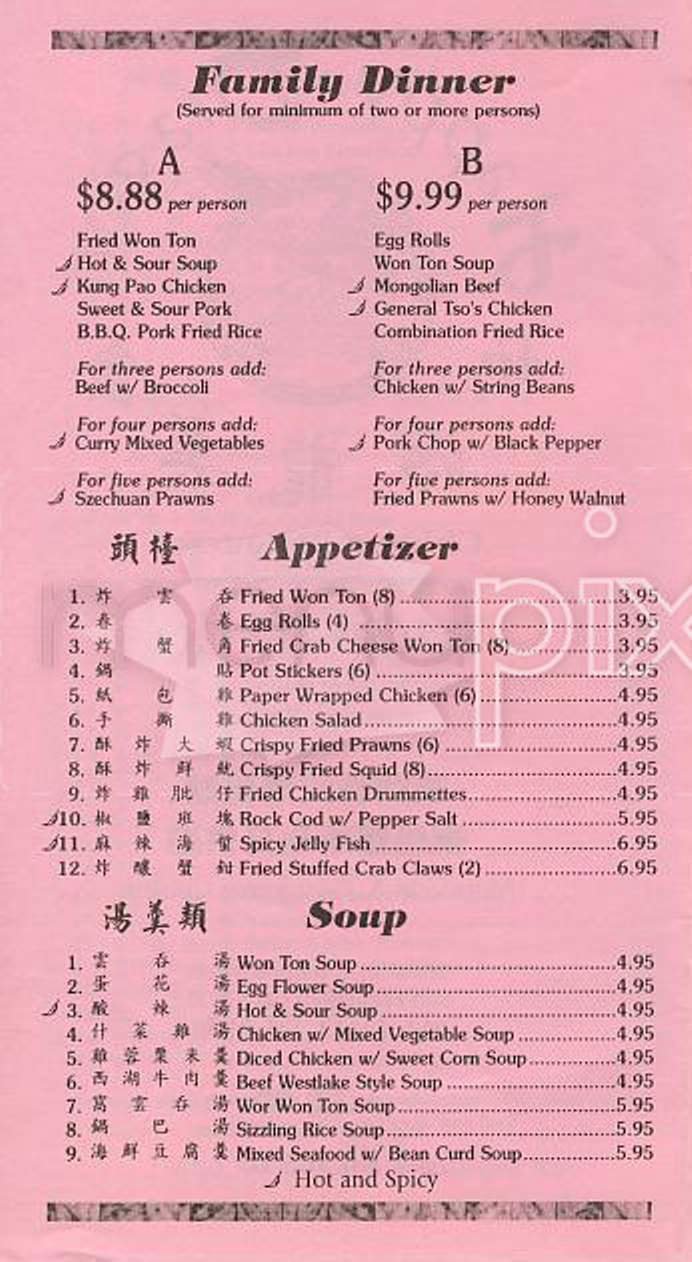 Family Dinner
(Served for minimum of two or more persons)
A
$8.88 per person
Fried Won Ton
Hot & Sour Soup
Kung Pao Chicken
Sweet & Sour Pork
B.B.Q. Pork Fried Rice
For three persons add:
Beef w/ Broccoli
For four persons add:
Curry Mixed Vegetables
For five persons add:
Szechuan Prawns
B
$9.99 per person
Egg Rolls
Won Ton Soup
Mongolian Beef
General Tso's Chicken
Combination Fried Rice
For three persons add:
Chicken w/ String Beans
For four persons add:
Pork Chop w/ Black Pepper
For five persons add:
Fried Prawns w/ Honey Walnut
頭檯 Appetizer
1. 炸雲吞 Fried Won Ton (8) 3.95
2. 春卷 Egg Rolls (4) 3.95
3. 炸蟹角 Fried Crab Cheese Won Ton (8) 3.95
4. 鍋貼 Pot Stickers (6) 3.95
5. 紙包雞 Paper Wrapped Chicken (6) 4.95
6. 手撕雞 Chicken Salad 4.95
7. 酥炸大蝦 Crispy Fried Prawns (6) 4.95
8. 酥炸鮮魷 Crispy Fried Squid (8) 4.95
9. 炸雞肶仔 Fried Chicken Drummettes 4.95
10. 椒鹽班塊 Rock Cod w/ Pepper Salt 5.95
11. 麻辣海蜇 Spicy Jelly Fish 6.95
12. 炸釀蟹鉗 Fried Stuffed Crab Claws (2) 6.95
湯羹類 Soup
1. 雲吞湯 Won Ton Soup 4.95
2. 蛋花湯 Egg Flower Soup 4.95
3. 酸辣湯 Hot & Sour Soup 4.95
4. 什菜雞湯 Chicken w/ Mixed Vegetable Soup 4.95
5. 雞蓉粟米羹 Diced Chicken w/ Sweet Corn Soup 4.95
6. 西湖牛肉羹 Beef Westlake Style Soup 4.95
7. 窩雲吞湯 Wor Won Ton Soup 5.95
8. 鍋巴湯 Sizzling Rice Soup 5.95
9. 海鮮豆腐羹 Mixed Seafood w/ Bean Curd Soup 5.95
Hot and Spicy